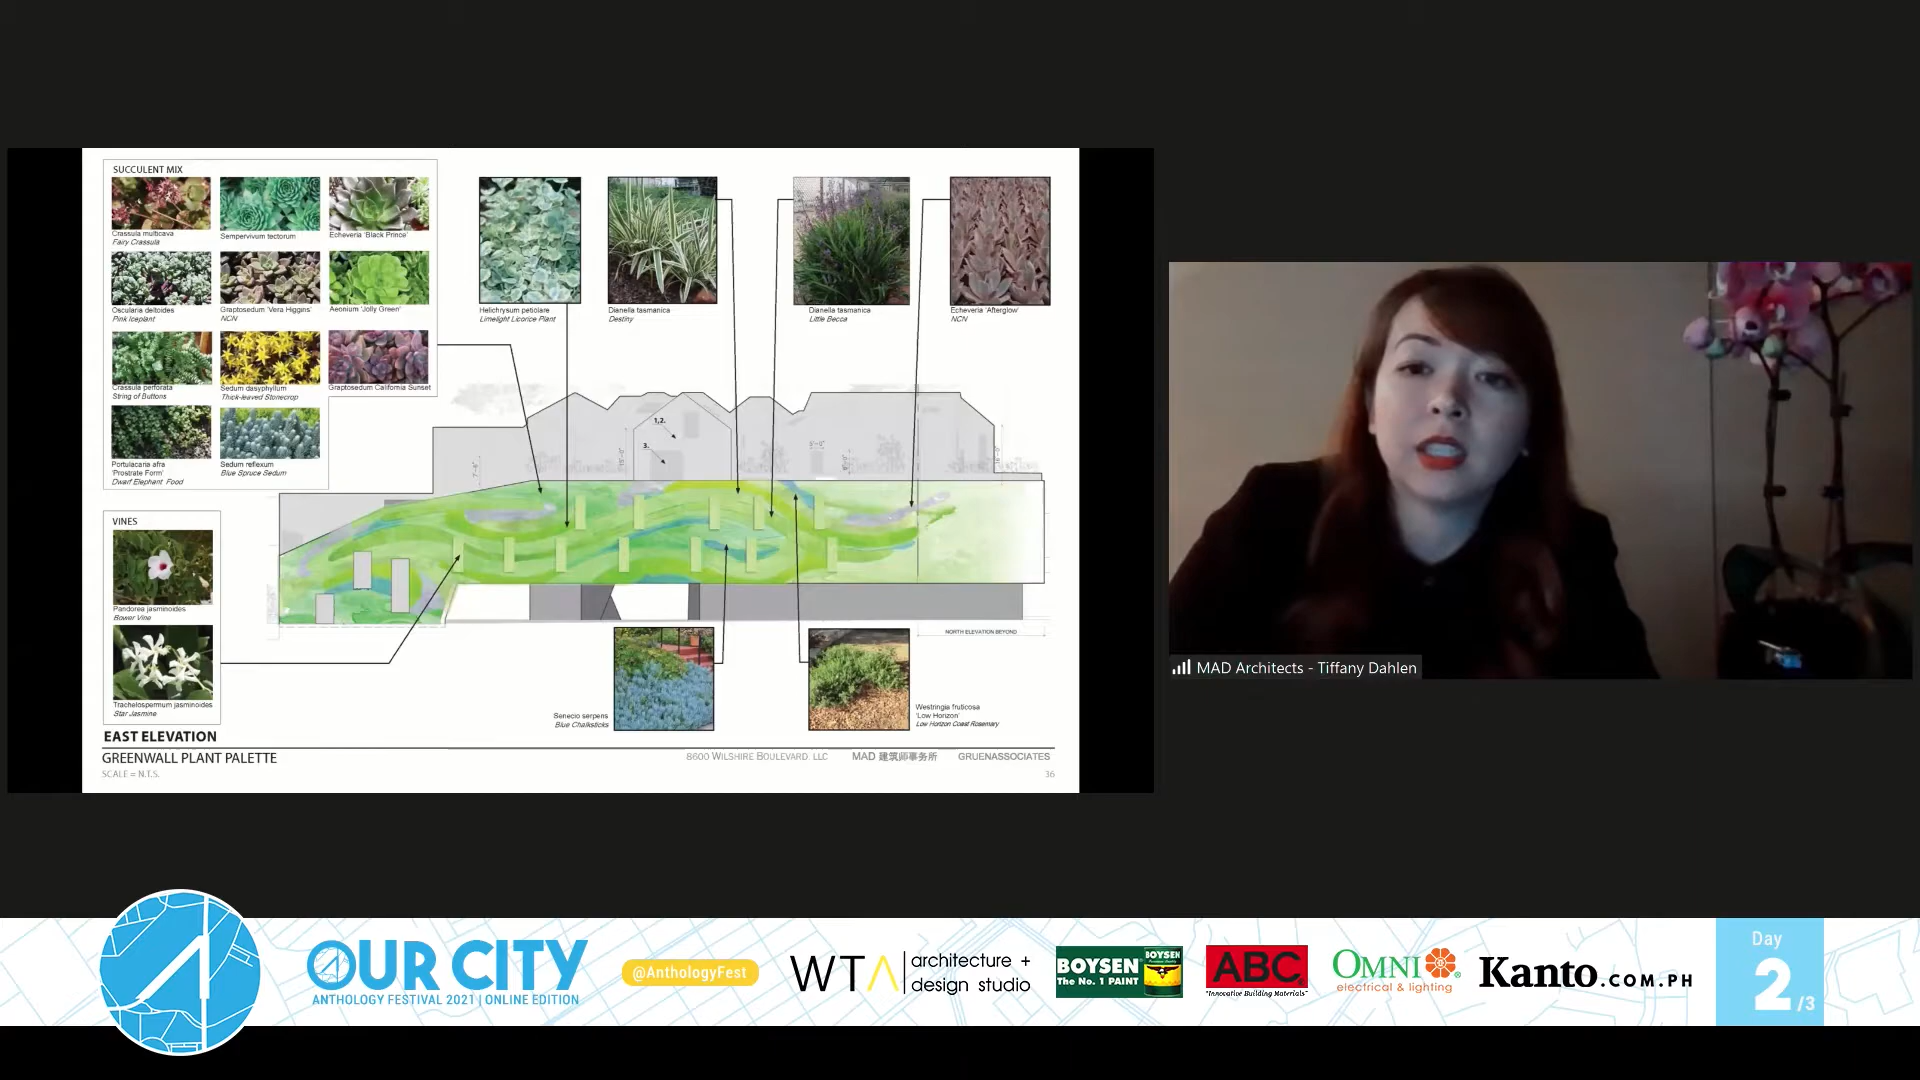 SUCCULENT MIX
Crassula multicava
Fairy Crassula
Sempervivum tectorum
Echeveria 'Black Prince'
Oscularia deltoides
Pink Iceplant
Graptosedum 'Vera Higgins'
NCN
Aeonium 'Jolly Green'
Crassula perforata
String of Buttons
Sedum dasyphyllum
Thick-leaved Stonecrop
Graptosedum California Sunset
Portulacaria afra
'Prostrate Form'
Dwarf Elephant Food
Sedum reflexum
Blue Spruce Sedum
Helichrysum petiolare
Limelight Licorice Plant
Dianella tasmanica
Destiny
Dianella tasmanica
Little Becca
Echeveria 'Afterglow'
NCN
1,2.
3.
VINES
Pandorea jasminoides
Bower Vine
Trachelospermum jasminoides
Star Jasmine
NORTH ELEVATION BEYOND
Senecio serpens
Blue Chalksticks
Westringia fruticosa
'Low Horizon'
Low Horizon Coast Rosemary
EAST ELEVATION
GREENWALL PLANT PALETTE
SCALE = N.T.S.
8600 WILSHIRE BOULEVARD, LLC
MAD 建筑师事务所
GRUENASSOCIATES
36
MAD Architects - Tiffany Dahlen
OUR CITY
ANTHOLOGY FESTIVAL 2021 | ONLINE EDITION
@AnthologyFest
WTA architecture +
design studio
BOYSEN
The No. 1 PAINT
BOYSEN
ABC
"Innovative Building Materials"
OMNI
electrical & lighting
Kanto.COM.PH
Day
2/3